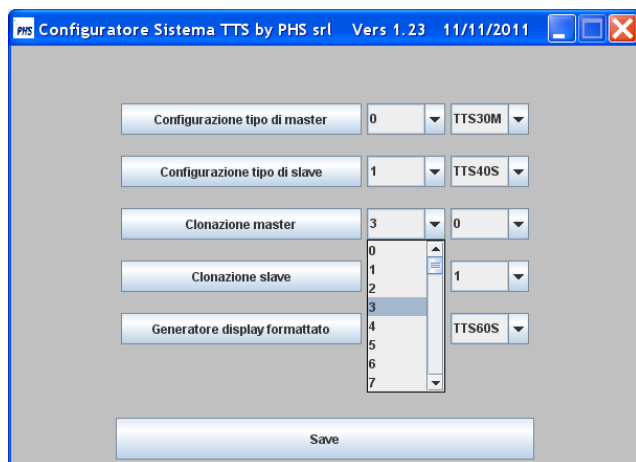 PHS Configuratore Sistema TTS by PHS srl Vers 1.23 11/11/2011
Configurazione tipo di master 0 TTS30M
Configurazione tipo di slave 1 TTS40S
Clonazione master 3 0
0
1
2
Clonazione slave 1
3
4
Generatore display formattato TTS60S
5
6
7
Save